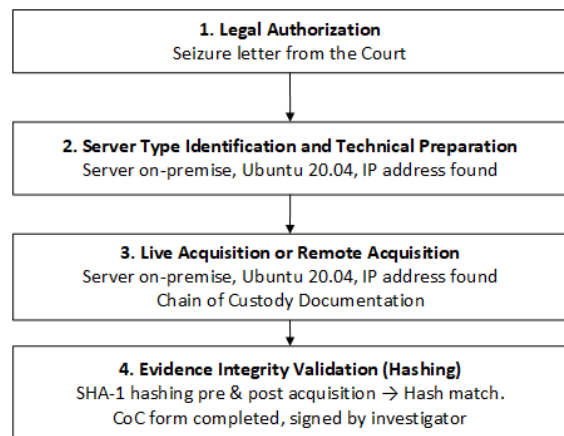 1. Legal Authorization
Seizure letter from the Court
2. Server Type Identification and Technical Preparation
Server on-premise, Ubuntu 20.04, IP address found
3. Live Acquisition or Remote Acquisition
Server on-premise, Ubuntu 20.04, IP address found
Chain of Custody Documentation
4. Evidence Integrity Validation (Hashing)
SHA-1 hashing pre & post acquisition → Hash match.
CoC form completed, signed by investigator